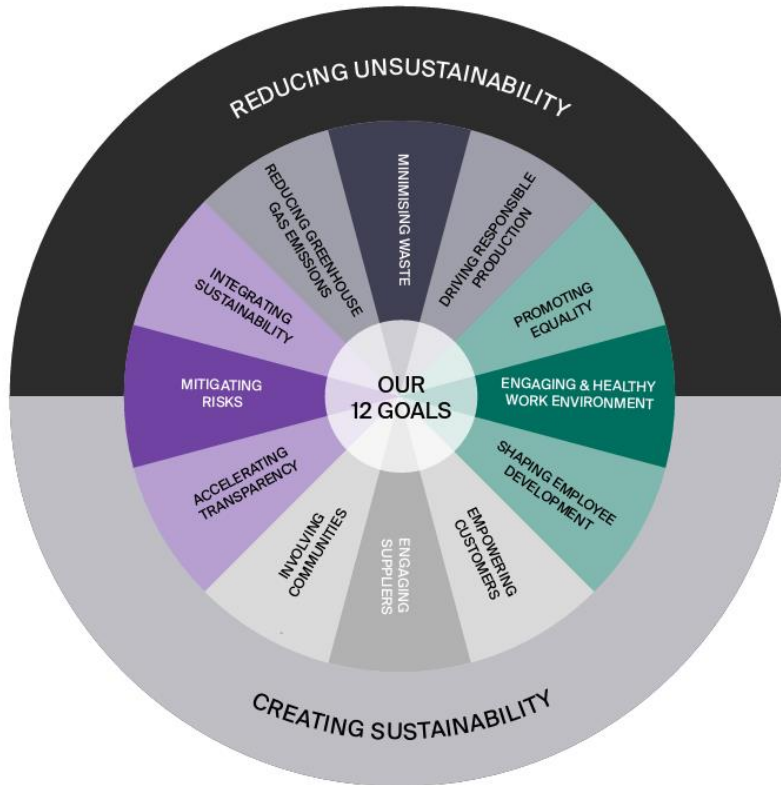 REDUCING UNSUSTAINABILITY
MINIMISING WASTE
DRIVING RESPONSIBLE
PRODUCTION
PROMOTING
EQUALITY
ENGAGING & HEALTHY
WORK ENVIRONMENT
SHAPING EMPLOYEE
DEVELOPMENT
EMPOWERING
CUSTOMERS
ENGAGING
SUPPLIERS
INVOLVING
COMMUNITIES
ACCELERATING
TRANSPARENCY
MITIGATING
RISKS
INTEGRATING
SUSTAINABILITY
REDUCING GREENHOUSE
GAS EMISSIONS
OUR
12 GOALS
CREATING SUSTAINABILITY